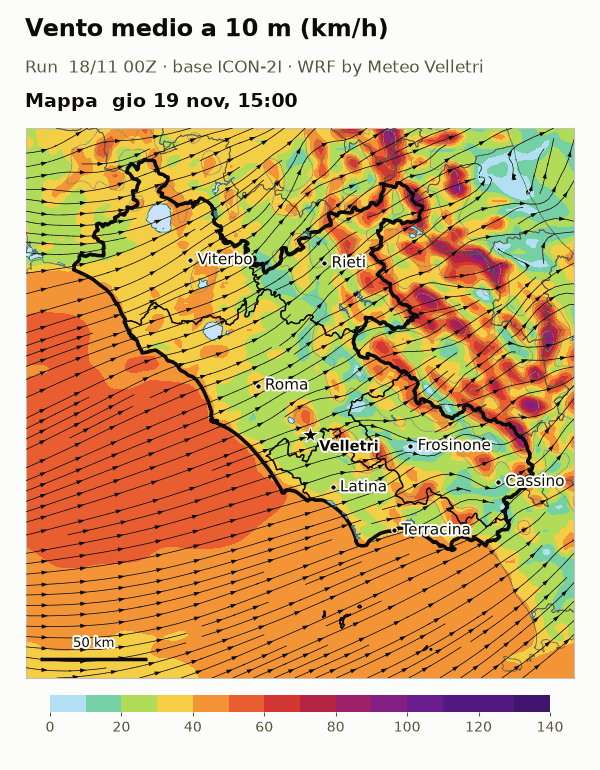 Vento medio a 10 m (km/h)
Run  18/11 00Z · base ICON-2I · WRF by Meteo Velletri
Mappa  gio 19 nov, 15:00
Viterbo
Rieti
Roma
Velletri
Frosinone
Latina
Cassino
Terracina
50 km
0 20 40 60 80 100 120 140